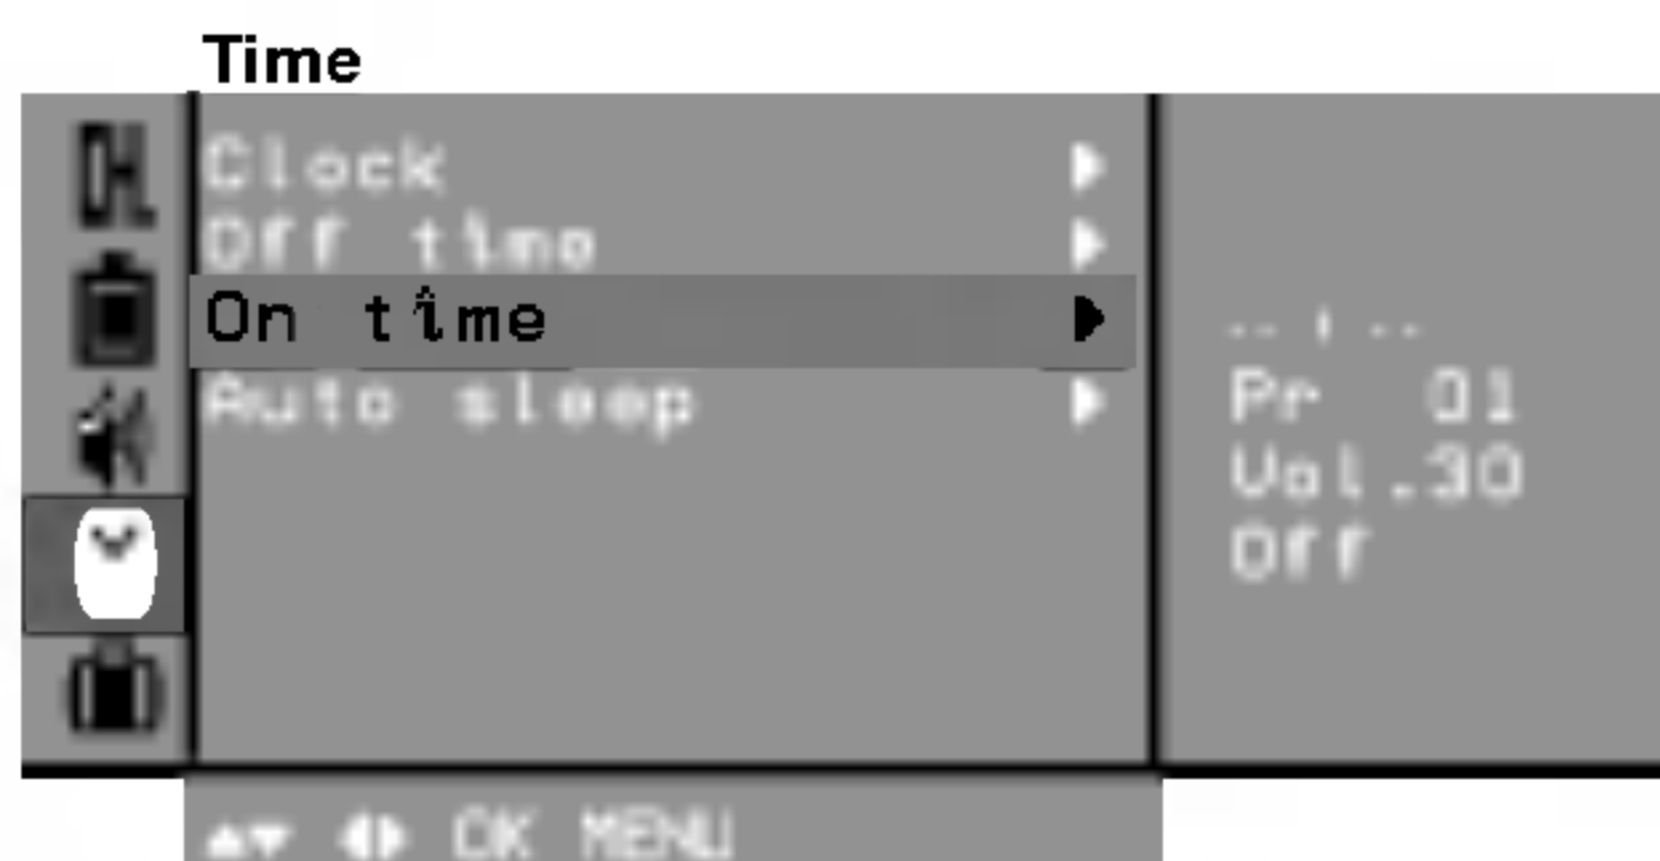 Time
Clock
Off time
On time
Auto sleep
-- : --
Pr 01
Vol.30
Off
▲▼ ◀▶ OK MENU